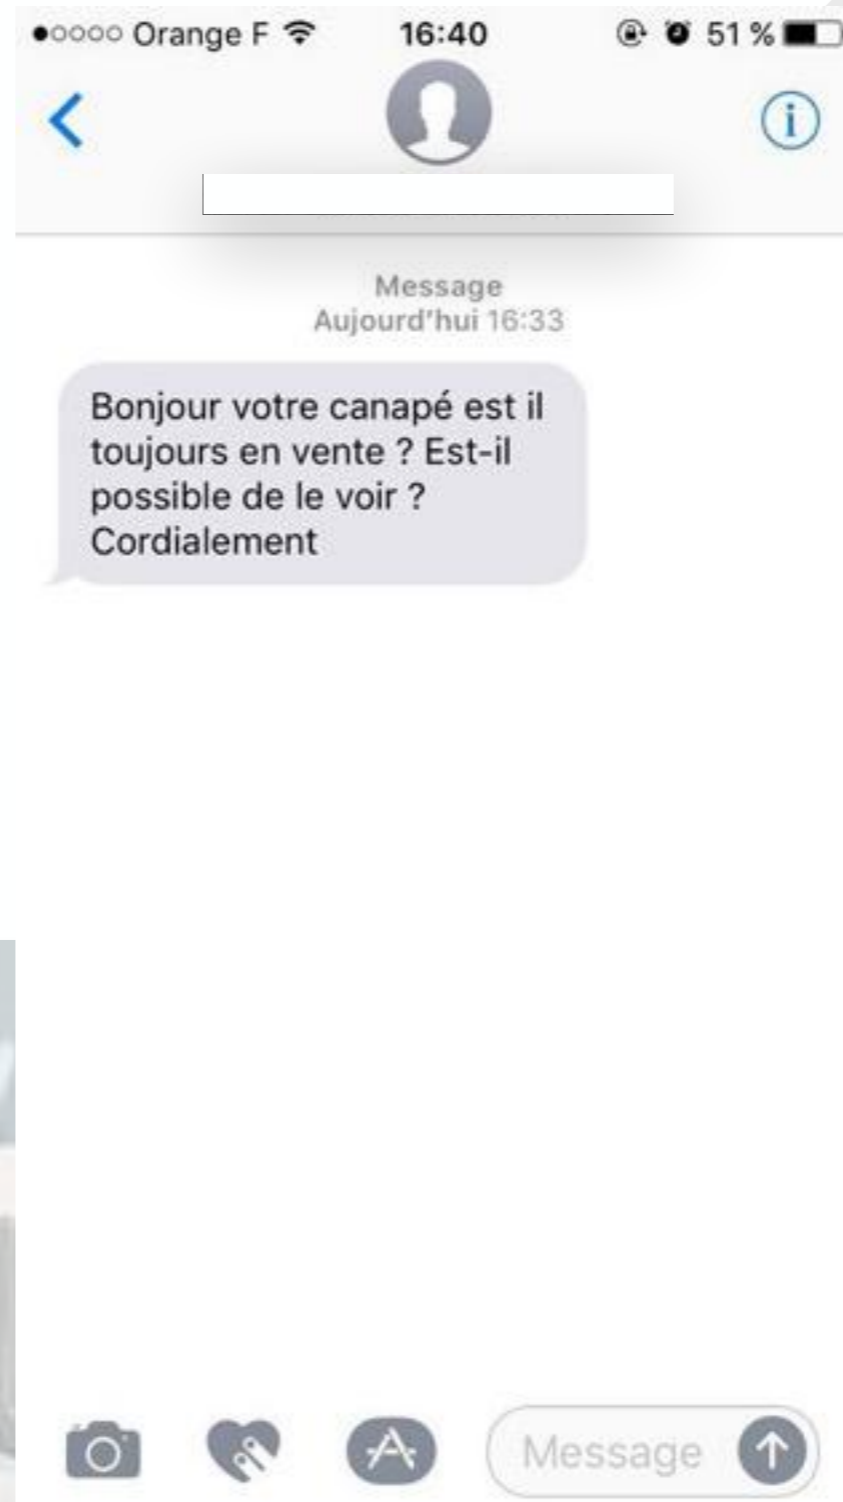 Orange F 16:40 51 %
Message
Aujourd'hui 16:33
Bonjour votre canapé est il
toujours en vente ? Est-il
possible de le voir ?
Cordialement
Message